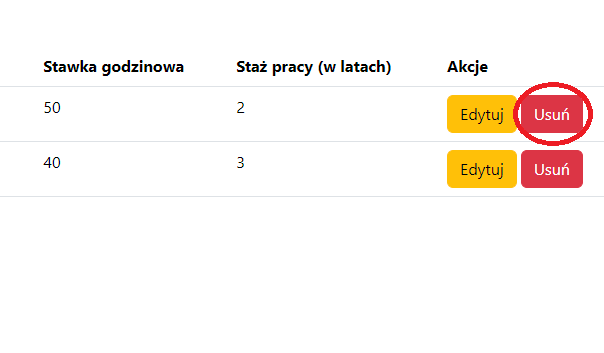 Stawka godzinowa Staż pracy (w latach) Akcje
50 2 Edytuj Usuń
40 3 Edytuj Usuń